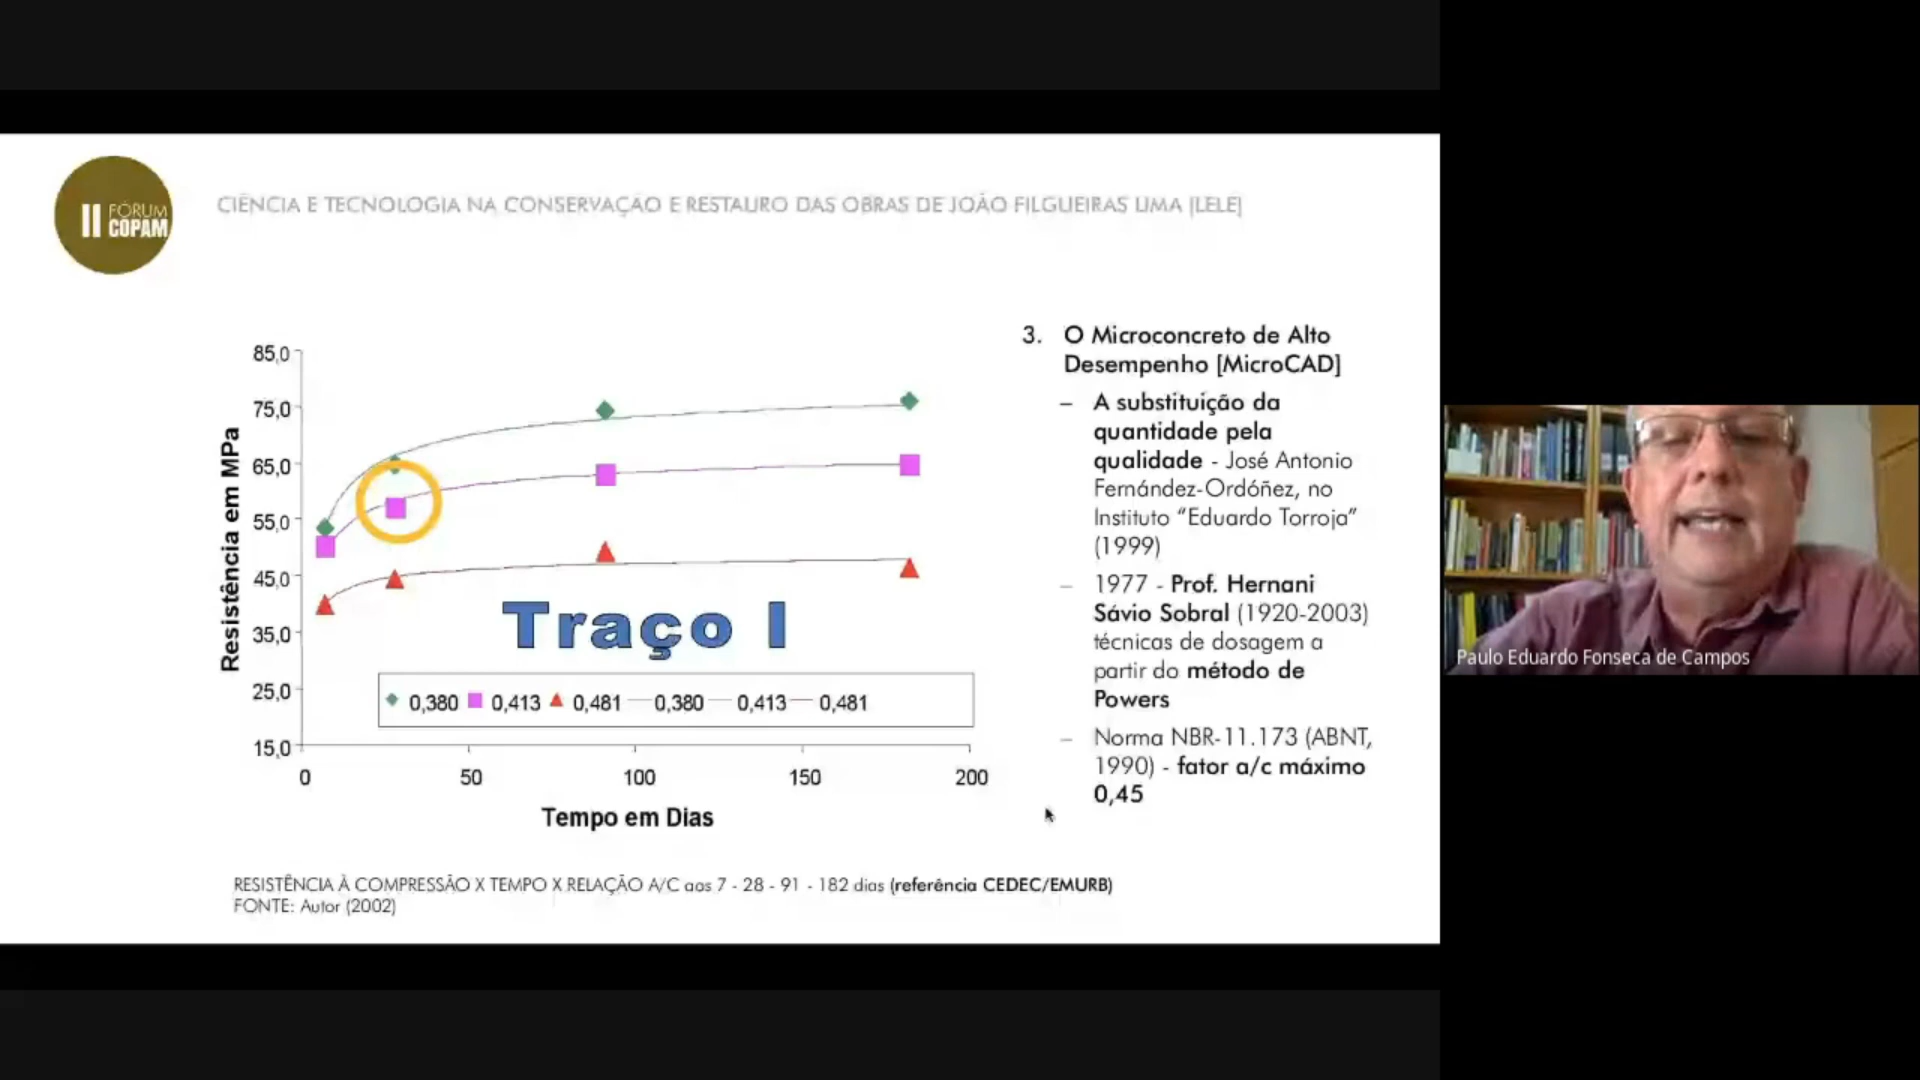 II FÓRUM
COPAM
CIÊNCIA E TECNOLOGIA NA CONSERVAÇÃO E RESTAURO DAS OBRAS DE JOÃO FILGUEIRAS LIMA [LELÉ]
85,0
75,0
65,0
55,0
45,0
35,0
25,0
15,0
Resistência em MPa
Traço I
0,380 0,413 0,481 0,380 0,413 0,481
0 50 100 150 200
Tempo em Dias
3. O Microconcreto de Alto
Desempenho [MicroCAD]
– A substituição da
quantidade pela
qualidade - José Antonio
Fernández-Ordóñez, no
Instituto “Eduardo Torroja”
(1999)
– 1977 - Prof. Hernani
Sávio Sobral (1920-2003)
técnicas de dosagem a
partir do método de
Powers
– Norma NBR-11.173 (ABNT,
1990) - fator a/c máximo
0,45
RESISTÊNCIA À COMPRESSÃO X TEMPO X RELAÇÃO A/C aos 7 - 28 - 91 - 182 dias (referência CEDEC/EMURB)
FONTE: Autor (2002)
Paulo Eduardo Fonseca de Campos